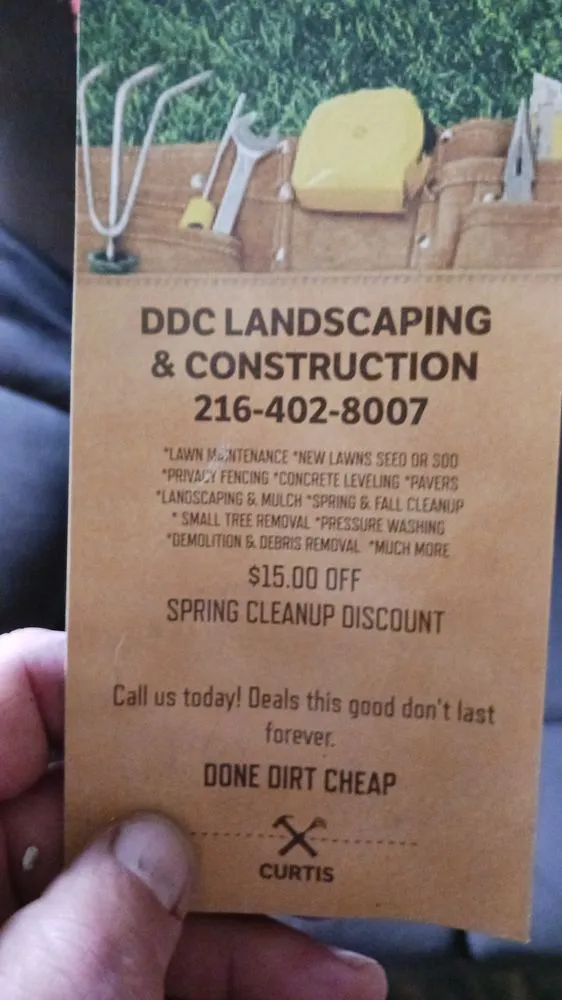 DDC LANDSCAPING
& CONSTRUCTION
216-402-8007
*LAWN MAINTENANCE *NEW LAWNS SEED OR SOD
*PRIVACY FENCING *CONCRETE LEVELING *PAVERS
*LANDSCAPING & MULCH *SPRING & FALL CLEANUP
* SMALL TREE REMOVAL *PRESSURE WASHING
*DEMOLITION & DEBRIS REMOVAL *MUCH MORE
$15.00 OFF
SPRING CLEANUP DISCOUNT
Call us today! Deals this good don't last
forever.
DONE DIRT CHEAP
CURTIS